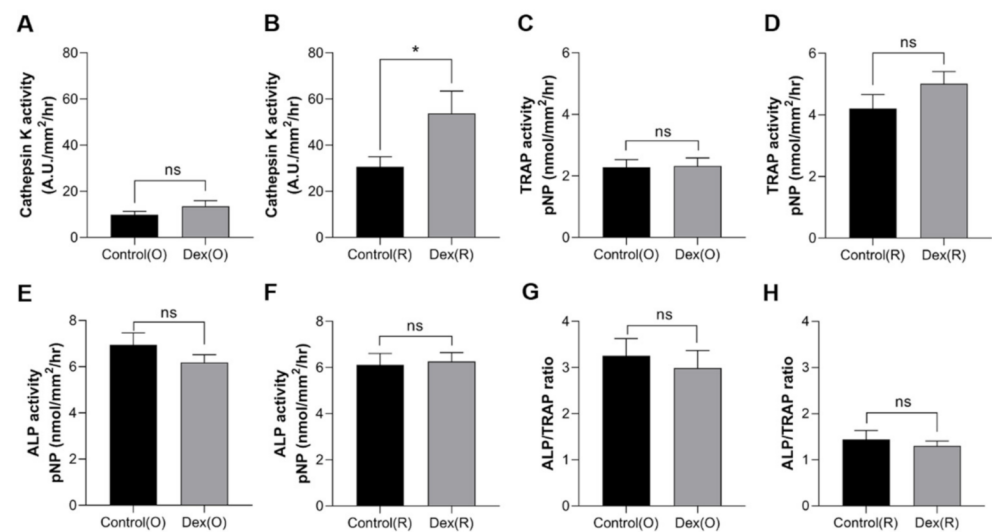 A
Cathepsin K activity
(A.U./mm²/hr)
80
60
40
20
0
ns
Control(O) Dex(O)
B
Cathepsin K activity
(A.U./mm²/hr)
80
60
40
20
0
*
Control(R) Dex(R)
C
TRAP activity
pNP (nmol/mm²/hr)
6
4
2
0
ns
Control(O) Dex(O)
D
TRAP activity
pNP (nmol/mm²/hr)
6
4
2
0
ns
Control(R) Dex(R)
E
ALP activity
pNP (nmol/mm²/hr)
8
6
4
2
0
ns
Control(O) Dex(O)
F
ALP activity
pNP (nmol/mm²/hr)
8
6
4
2
0
ns
Control(R) Dex(R)
G
ALP/TRAP ratio
4
3
2
1
0
ns
Control(O) Dex(O)
H
ALP/TRAP ratio
4
3
2
1
0
ns
Control(R) Dex(R)